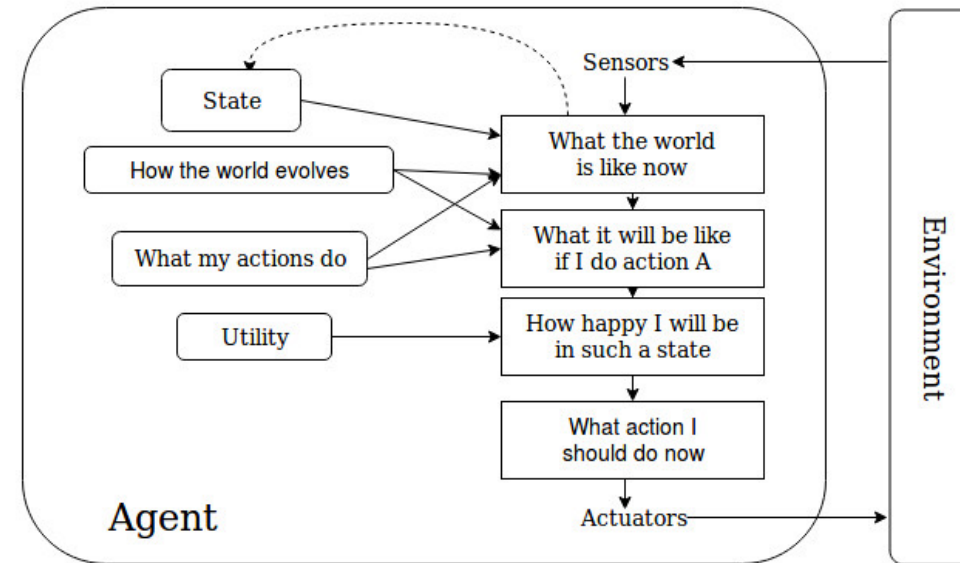 Sensors
State
What the world
is like now
How the world evolves
What it will be like
if I do action A
What my actions do
How happy I will be
in such a state
Utility
What action I
should do now
Agent
Actuators
Environment